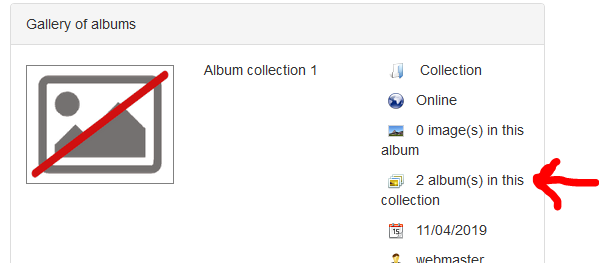 Gallery of albums
Album collection 1
Collection
Online
0 image(s) in this
album
2 album(s) in this
collection
15
11/04/2019
webmaster